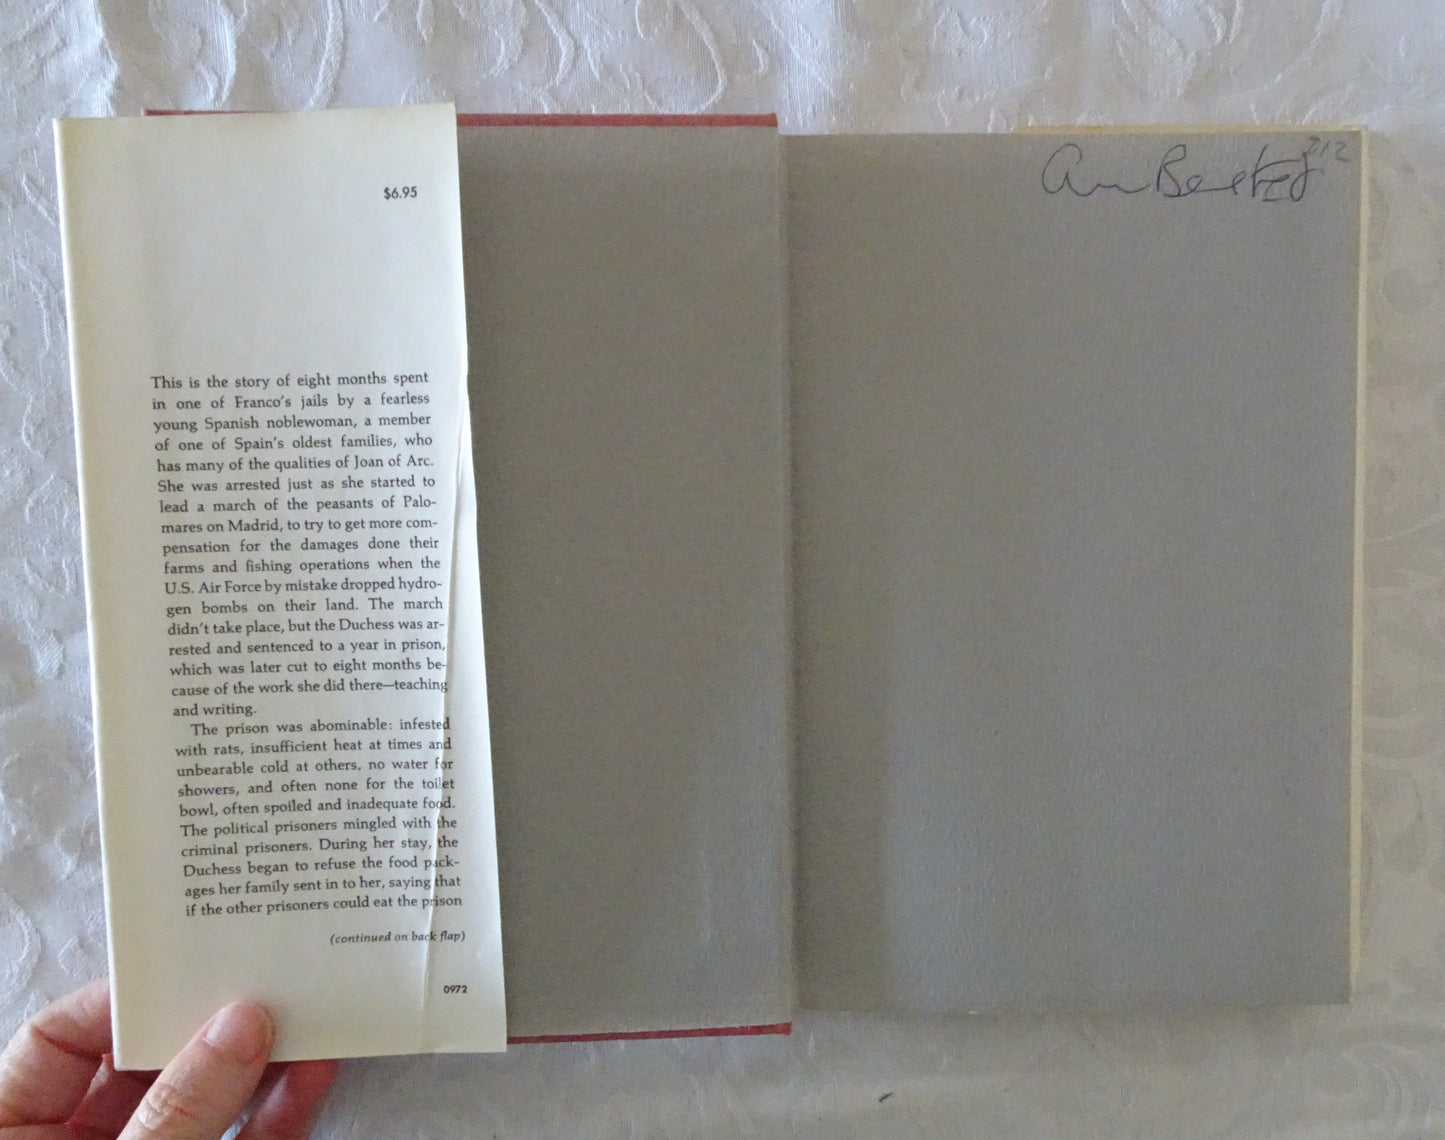 $6.95
This is the story of eight months spent
in one of Franco's jails by a fearless
young Spanish noblewoman, a member
of one of Spain's oldest families, who
has many of the qualities of Joan of Arc.
She was arrested just as she started to
lead a march of the peasants of Palo-
mares on Madrid, to try to get more com-
pensation for the damages done their
farms and fishing operations when the
U.S. Air Force by mistake dropped hydro-
gen bombs on their land. The march
didn't take place, but the Duchess was ar-
rested and sentenced to a year in prison,
which was later cut to eight months be-
cause of the work she did there—teaching
and writing.
The prison was abominable: infested
with rats, insufficient heat at times and
unbearable cold at others, no water for
showers, and often none for the toilet
bowl, often spoiled and inadequate food.
The political prisoners mingled with the
criminal prisoners. During her stay, the
Duchess began to refuse the food pack-
ages her family sent in to her, saying that
if the other prisoners could eat the prison
(continued on back flap)
0972